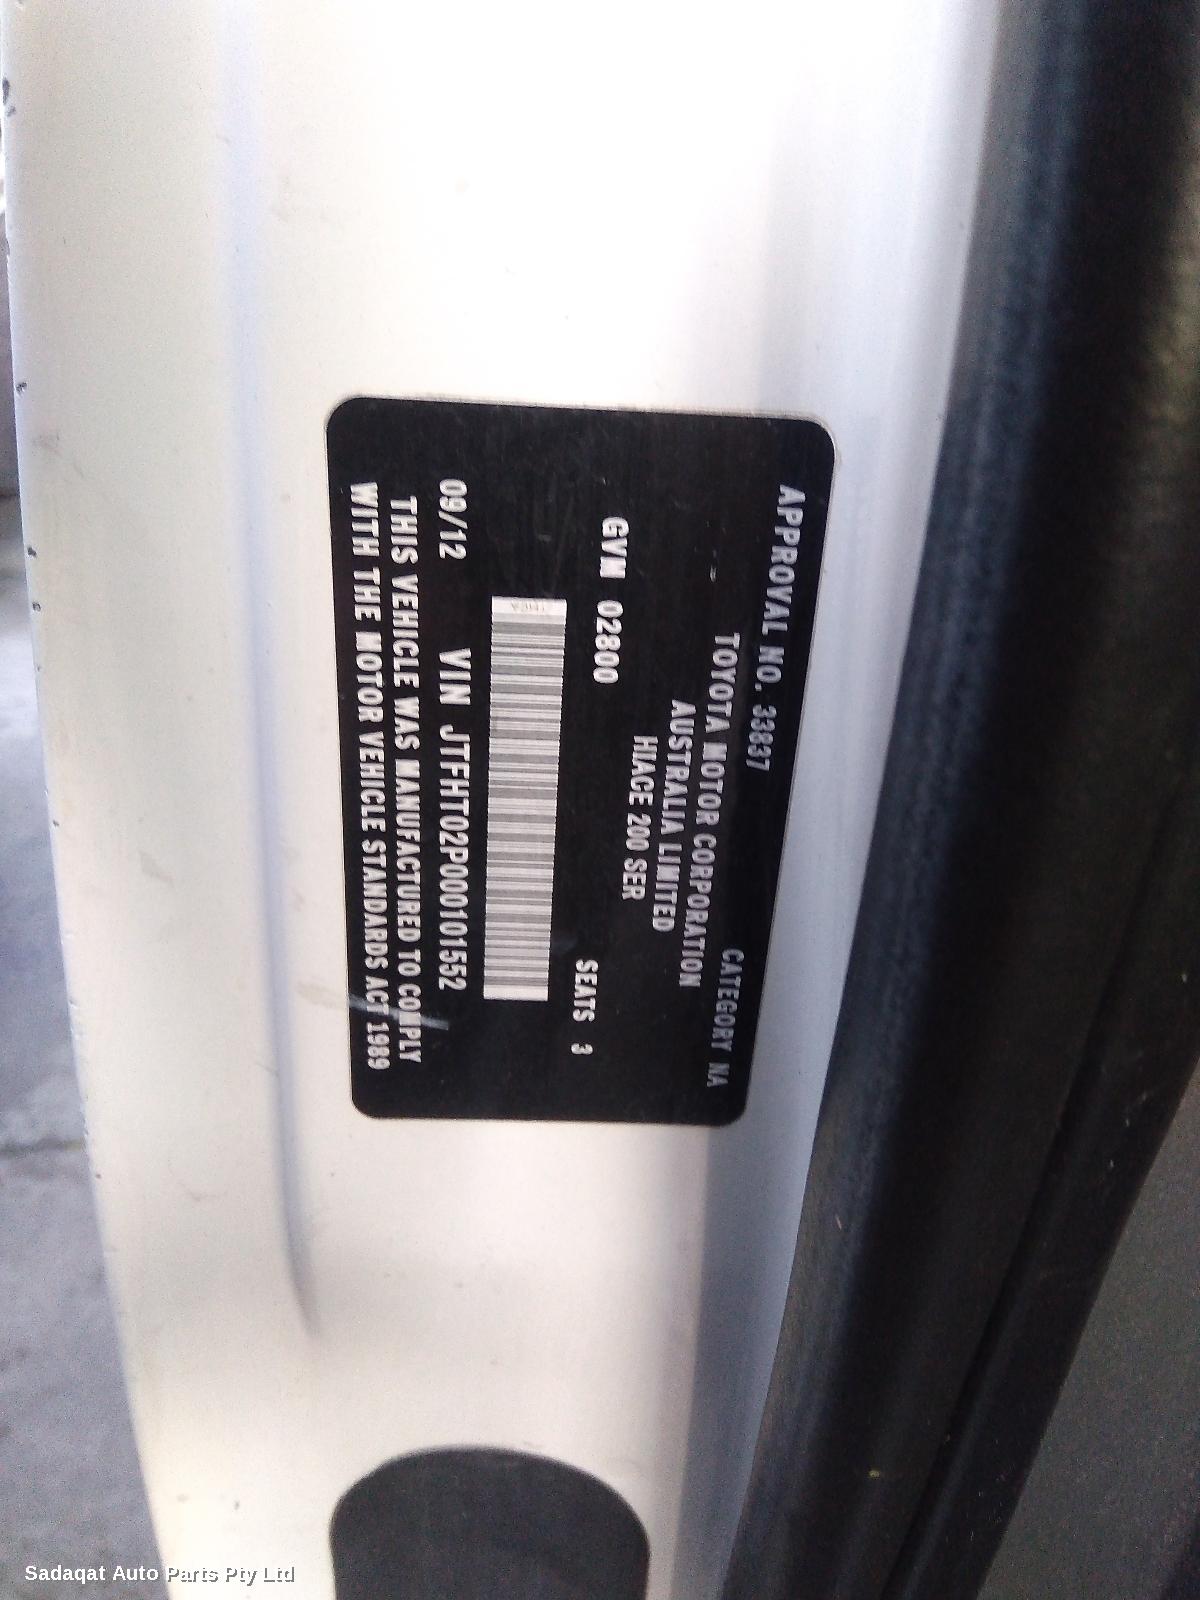 APPROVAL NO. 33837
CATEGORY NA
TOYOTA MOTOR CORPORATION
AUSTRALIA LIMITED
HIACE 200 SER
GVM 02800
SEATS 3
09/12 VIN JTFHT02P000101552
THIS VEHICLE WAS MANUFACTURED TO COMPLY
WITH THE MOTOR VEHICLE STANDARDS ACT 1989
Sadaqat Auto Parts Pty Ltd